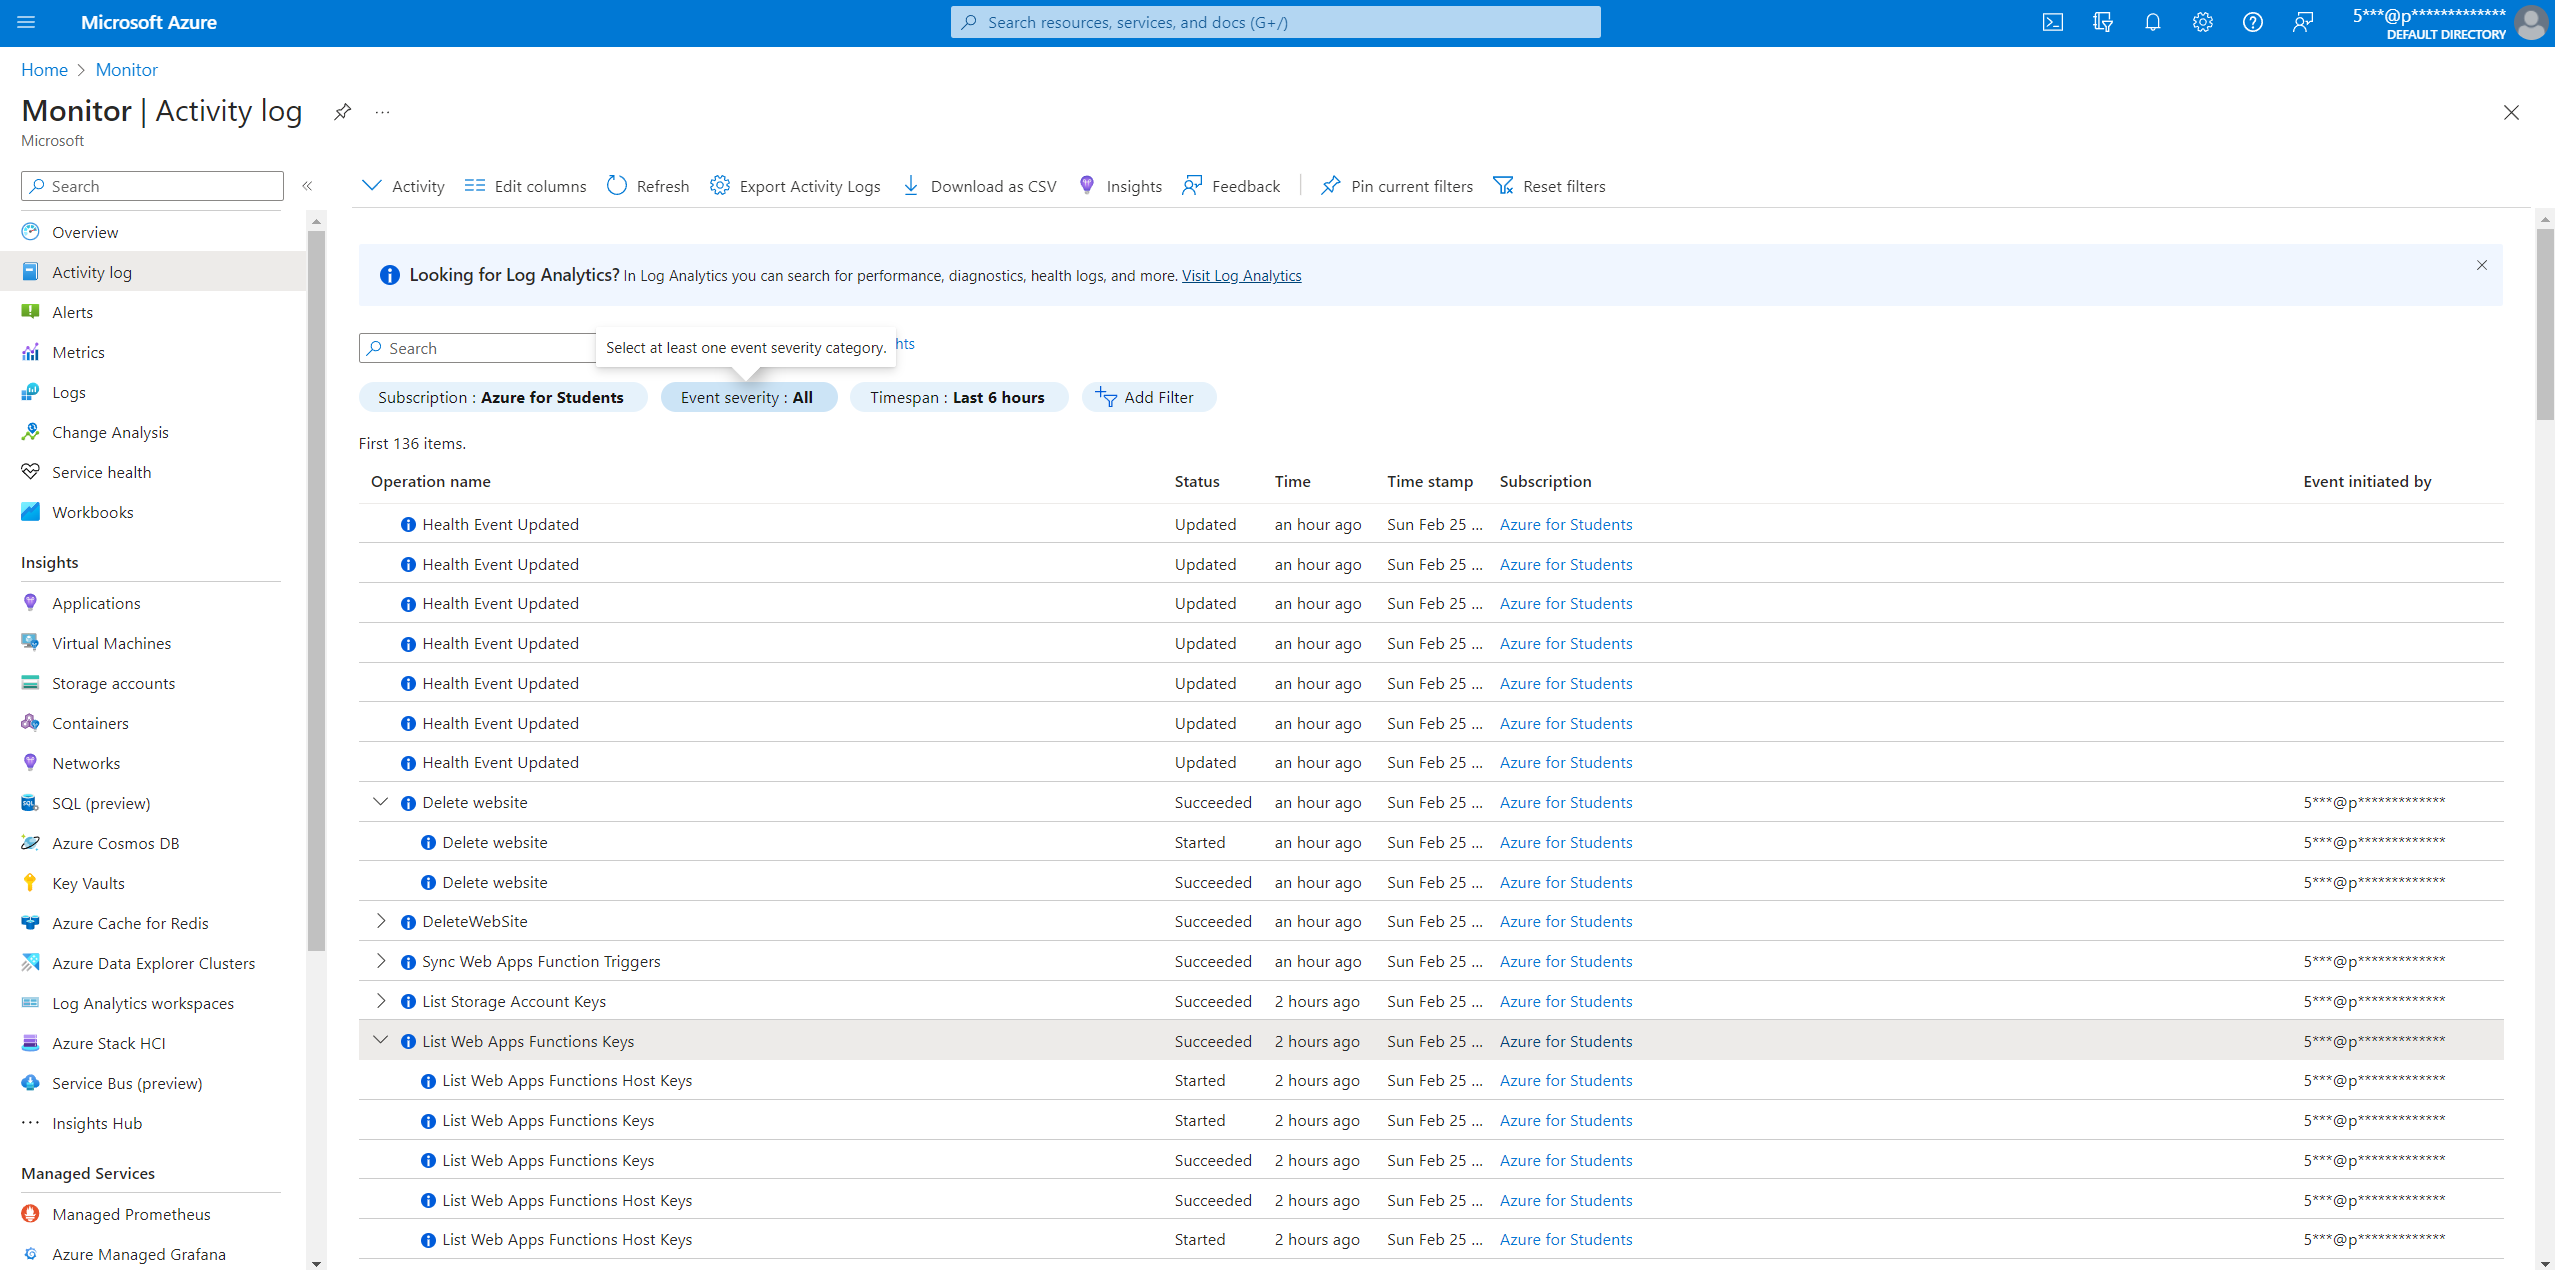 Microsoft Azure
Search resources, services, and docs (G+/)
5***@p*************
DEFAULT DIRECTORY
Home > Monitor
Monitor | Activity log
...
Microsoft
Search
«
Activity
Edit columns
Refresh
Export Activity Logs
Download as CSV
Insights
Feedback
Pin current filters
Reset filters
Overview
Activity log
Alerts
Metrics
Logs
Change Analysis
Service health
Workbooks
Insights
Applications
Virtual Machines
Storage accounts
Containers
Networks
SQL (preview)
Azure Cosmos DB
Key Vaults
Azure Cache for Redis
Azure Data Explorer Clusters
Log Analytics workspaces
Azure Stack HCI
Service Bus (preview)
Insights Hub
Managed Services
Managed Prometheus
Azure Managed Grafana
Looking for Log Analytics? In Log Analytics you can search for performance, diagnostics, health logs, and more. Visit Log Analytics
Search
Select at least one event severity category.
hts
Subscription : Azure for Students
Event severity : All
Timespan : Last 6 hours
Add Filter
First 136 items.
Operation name Status Time Time stamp Subscription Event initiated by
Health Event Updated Updated an hour ago Sun Feb 25 ... Azure for Students
Health Event Updated Updated an hour ago Sun Feb 25 ... Azure for Students
Health Event Updated Updated an hour ago Sun Feb 25 ... Azure for Students
Health Event Updated Updated an hour ago Sun Feb 25 ... Azure for Students
Health Event Updated Updated an hour ago Sun Feb 25 ... Azure for Students
Health Event Updated Updated an hour ago Sun Feb 25 ... Azure for Students
Health Event Updated Updated an hour ago Sun Feb 25 ... Azure for Students
Delete website Succeeded an hour ago Sun Feb 25 ... Azure for Students 5***@p*************
Delete website Started an hour ago Sun Feb 25 ... Azure for Students 5***@p*************
Delete website Succeeded an hour ago Sun Feb 25 ... Azure for Students 5***@p*************
DeleteWebSite Succeeded an hour ago Sun Feb 25 ... Azure for Students
Sync Web Apps Function Triggers Succeeded an hour ago Sun Feb 25 ... Azure for Students 5***@p*************
List Storage Account Keys Succeeded 2 hours ago Sun Feb 25 ... Azure for Students 5***@p*************
List Web Apps Functions Keys Succeeded 2 hours ago Sun Feb 25 ... Azure for Students 5***@p*************
List Web Apps Functions Host Keys Started 2 hours ago Sun Feb 25 ... Azure for Students 5***@p*************
List Web Apps Functions Keys Started 2 hours ago Sun Feb 25 ... Azure for Students 5***@p*************
List Web Apps Functions Keys Succeeded 2 hours ago Sun Feb 25 ... Azure for Students 5***@p*************
List Web Apps Functions Host Keys Succeeded 2 hours ago Sun Feb 25 ... Azure for Students 5***@p*************
List Web Apps Functions Host Keys Started 2 hours ago Sun Feb 25 ... Azure for Students 5***@p*************